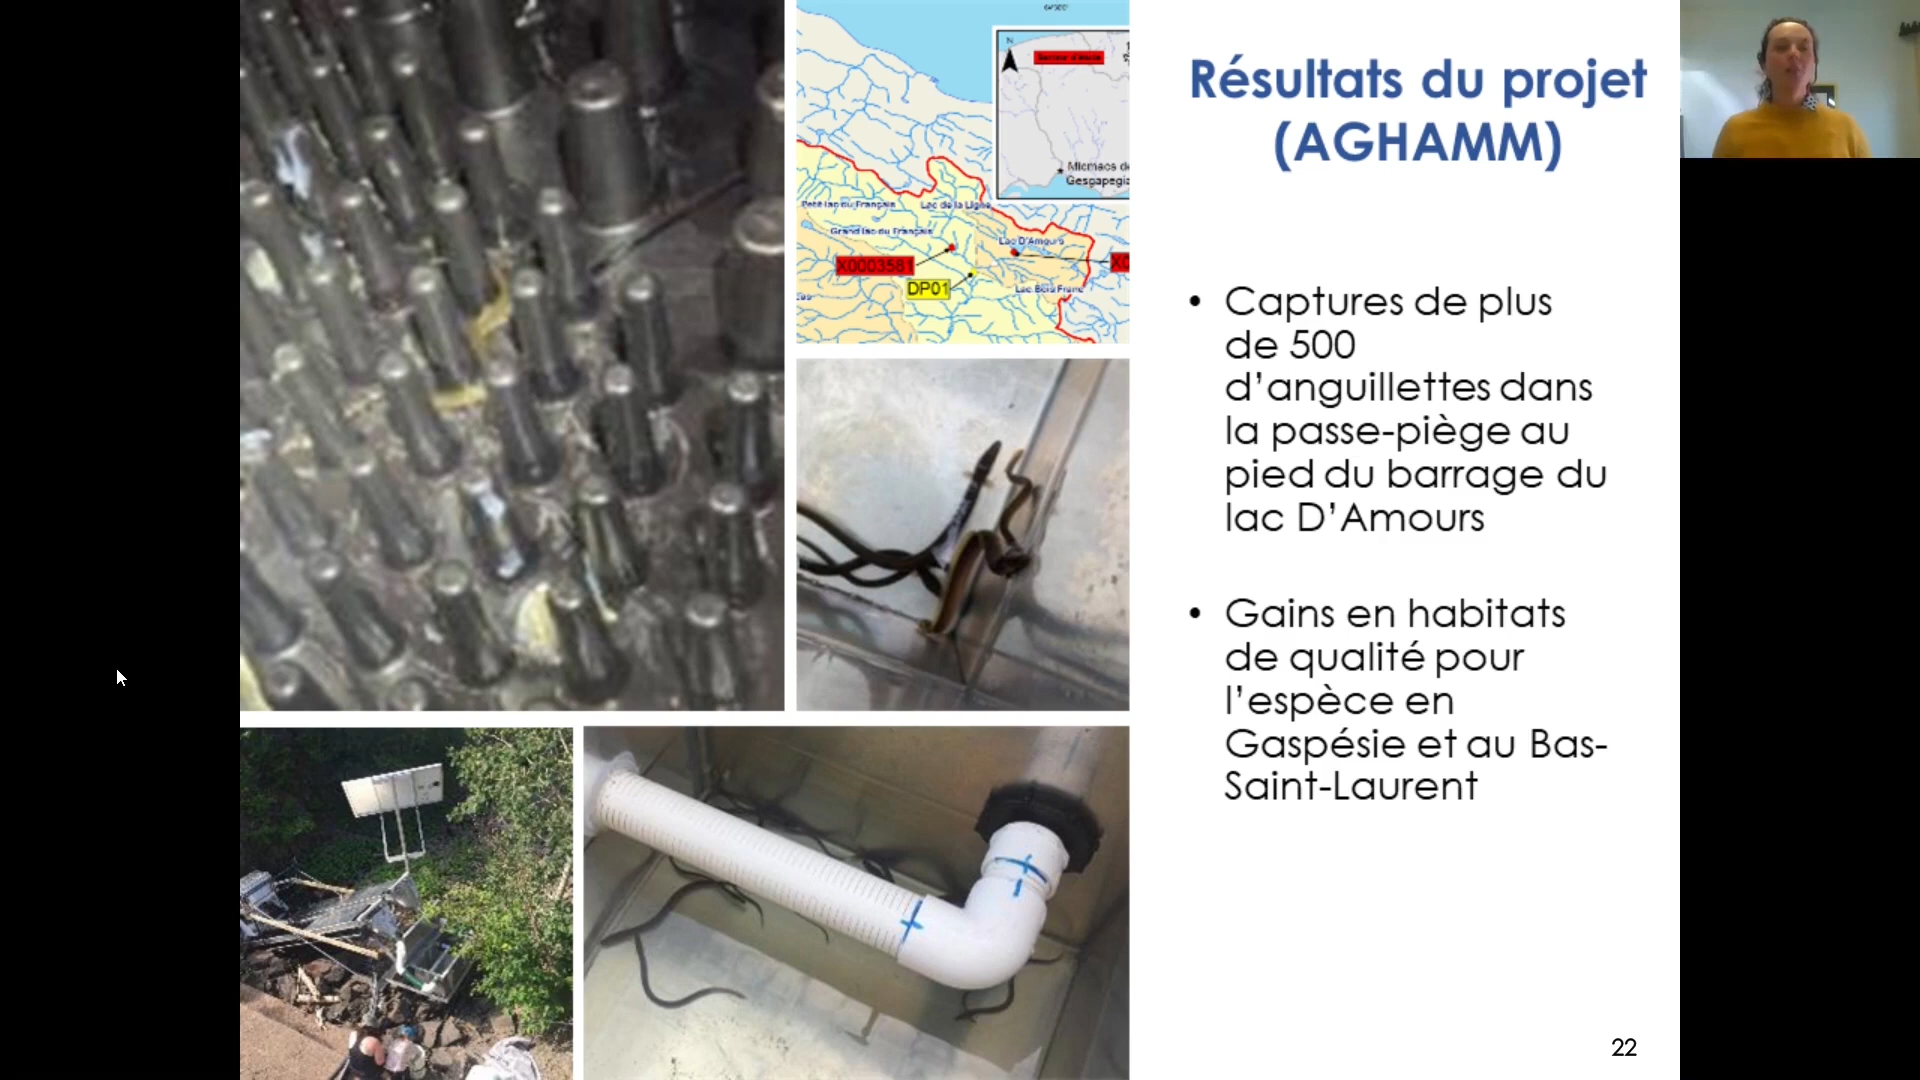 Résultats du projet
(AGHAMM)
• Captures de plus
de 500
d’anguillettes dans
la passe-piège au
pied du barrage du
lac D’Amours
• Gains en habitats
de qualité pour
l’espèce en
Gaspésie et au Bas-
Saint-Laurent
22
N
Micmacs de
Gesgapegia
Petit lac du Français
Lac de la Ligne
Grand lac du Français
Lac D'Amours
X0003581
DP01
Lac Bois Franc